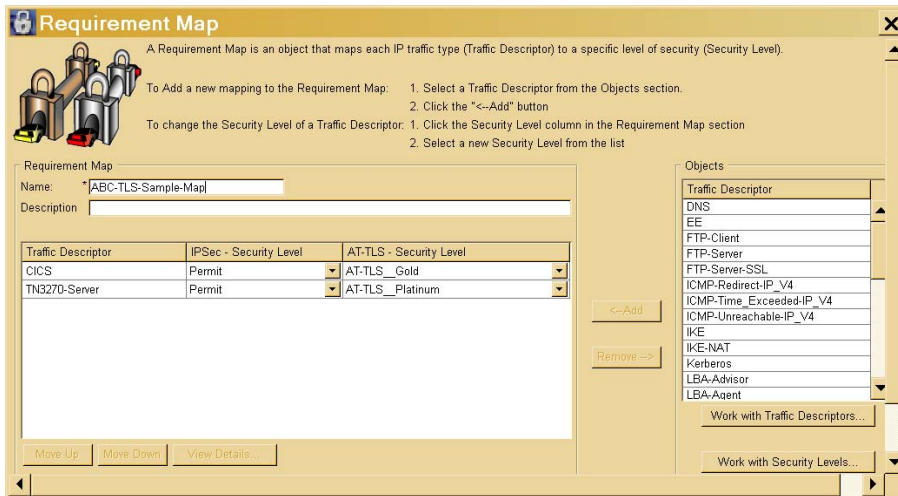 Requirement Map
A Requirement Map is an object that maps each IP traffic type (Traffic Descriptor) to a specific level of security (Security Level).
To Add a new mapping to the Requirement Map: 1. Select a Traffic Descriptor from the Objects section.
2. Click the "<--Add" button
To change the Security Level of a Traffic Descriptor: 1. Click the Security Level column in the Requirement Map section
2. Select a new Security Level from the list
Requirement Map
Name: * ABC-TLS-Sample-Map
Description
Traffic Descriptor IPSec - Security Level AT-TLS - Security Level
CICS Permit AT-TLS__Gold
TN3270-Server Permit AT-TLS__Platinum
<--Add
Remove -->
Move Up Move Down View Details...
Objects
Traffic Descriptor
DNS
EE
FTP-Client
FTP-Server
FTP-Server-SSL
ICMP-Redirect-IP_V4
ICMP-Time_Exceeded-IP_V4
ICMP-Unreachable-IP_V4
IKE
IKE-NAT
Kerberos
LBA-Advisor
LBA-Agent
Work with Traffic Descriptors...
Work with Security Levels...